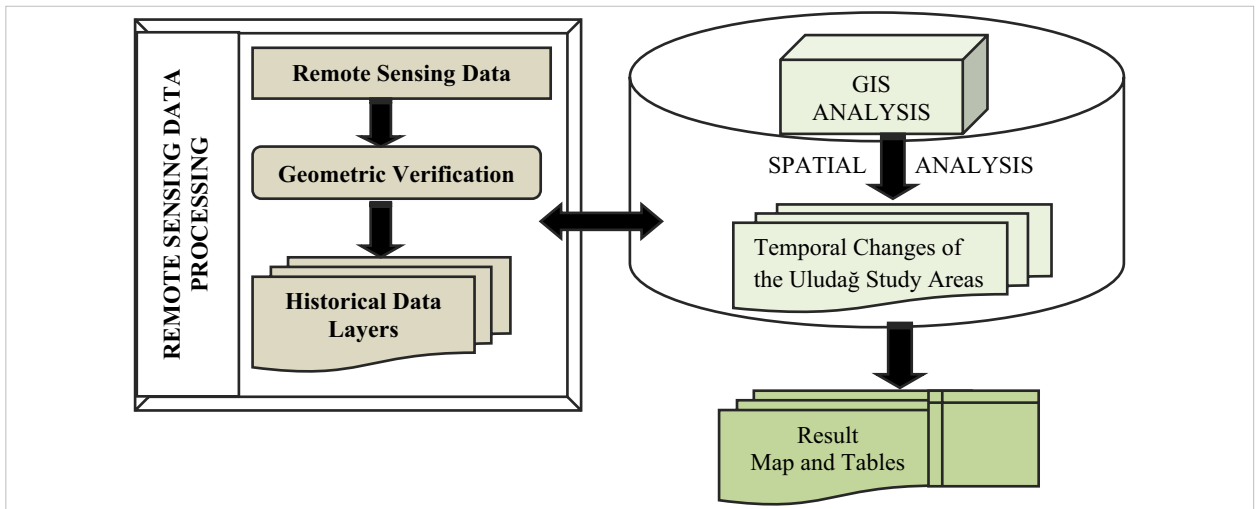 REMOTE SENSING DATA
PROCESSING
Remote Sensing Data
Geometric Verification
Historical Data
Layers
GIS
ANALYSIS
SPATIAL ANALYSIS
Temporal Changes of
the Uludağ Study Areas
Result
Map and Tables